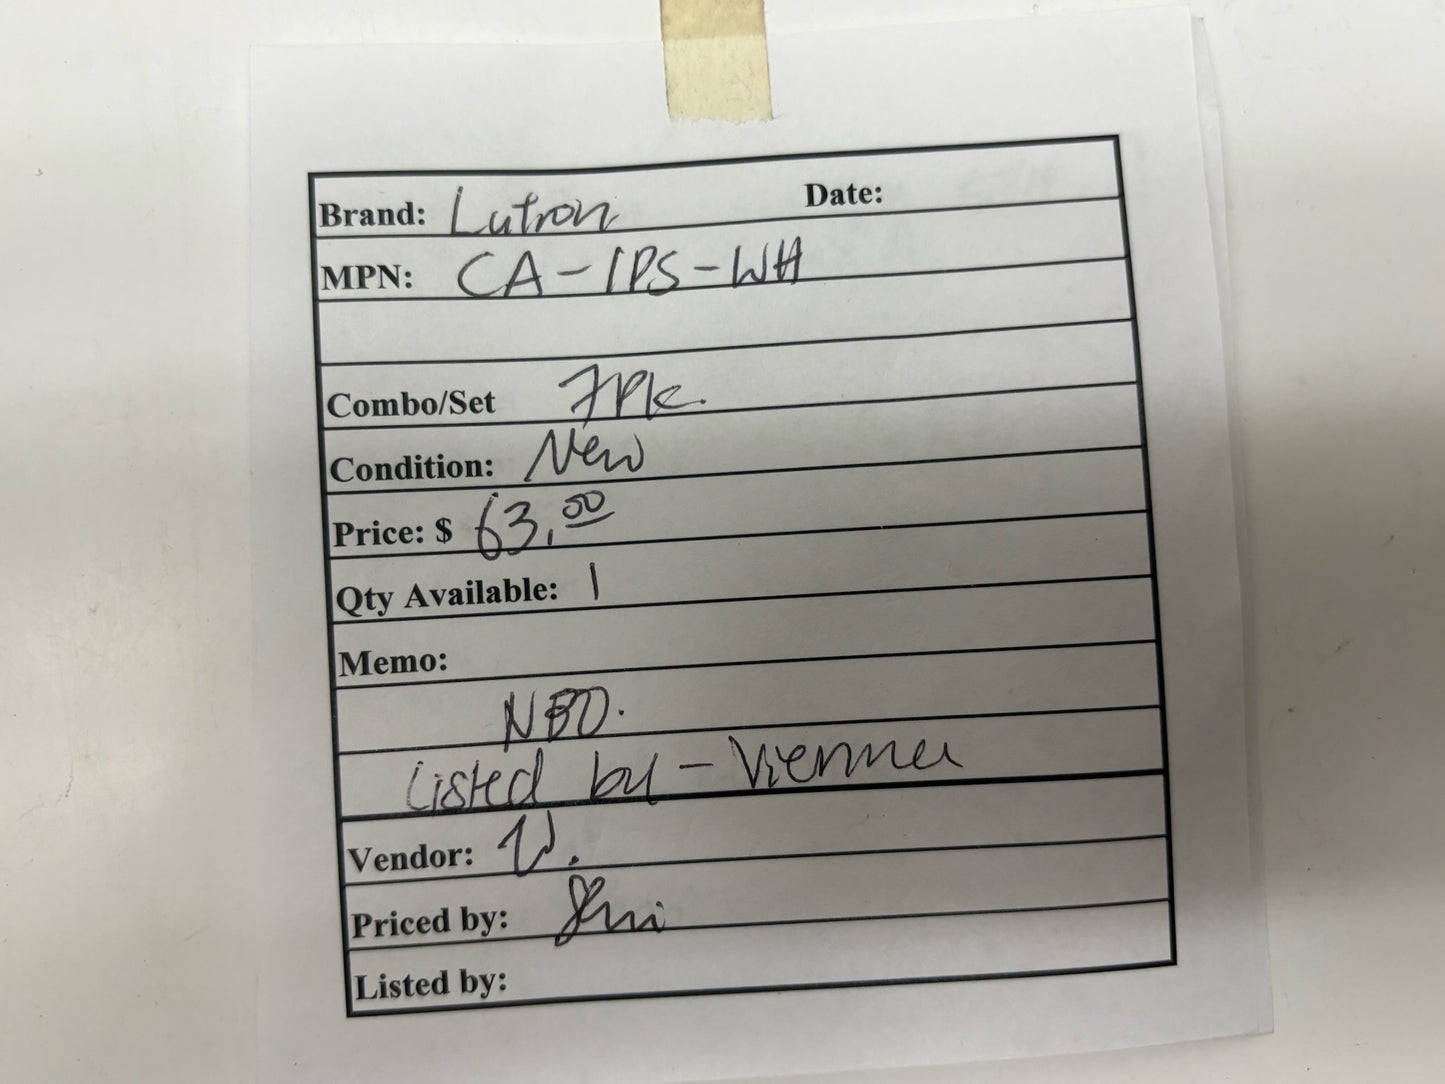 Brand: Lutron Date:
MPN: CA-1PS-WH
Combo/Set 7Pk.
Condition: New
Price: $ 63.00
Qty Available: 1
Memo:
NBO.
Listed by - Vienna
Vendor:
Priced by:
Listed by: